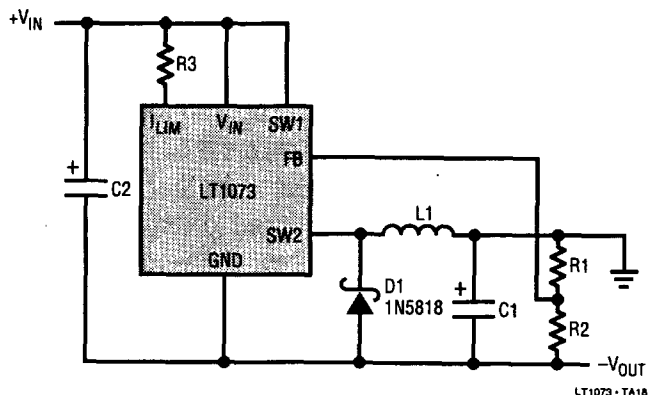 +VIN
R3
ILIM VIN SW1
FB
C2
+
LT1073
L1
SW2
GND
D1
1N5818
+
C1
R1
R2
−VOUT
LT1073 • TA18